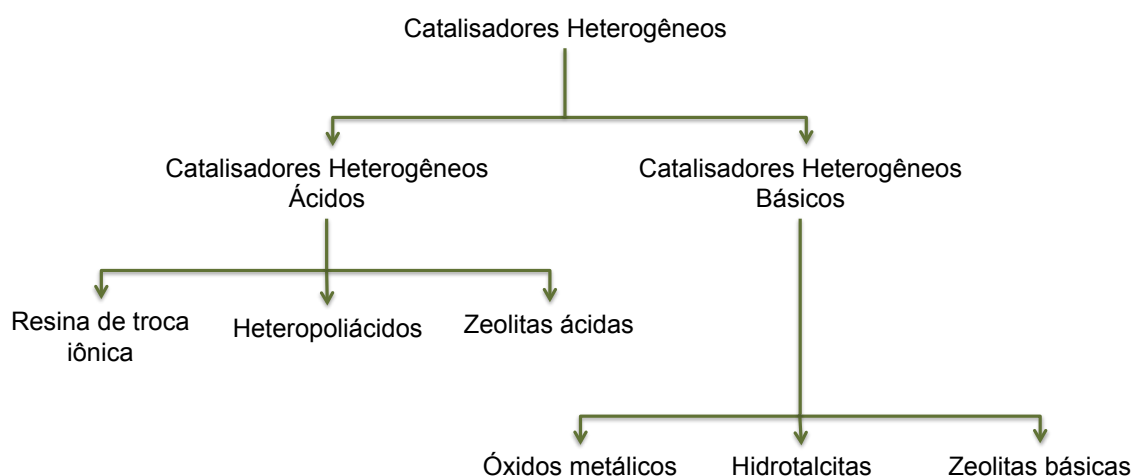 Catalisadores Heterogêneos
Catalisadores Heterogêneos
Ácidos
Catalisadores Heterogêneos
Básicos
Resina de troca
iônica
Heteropoliácidos
Zeolitas ácidas
Óxidos metálicos
Hidrotalcitas
Zeolitas básicas